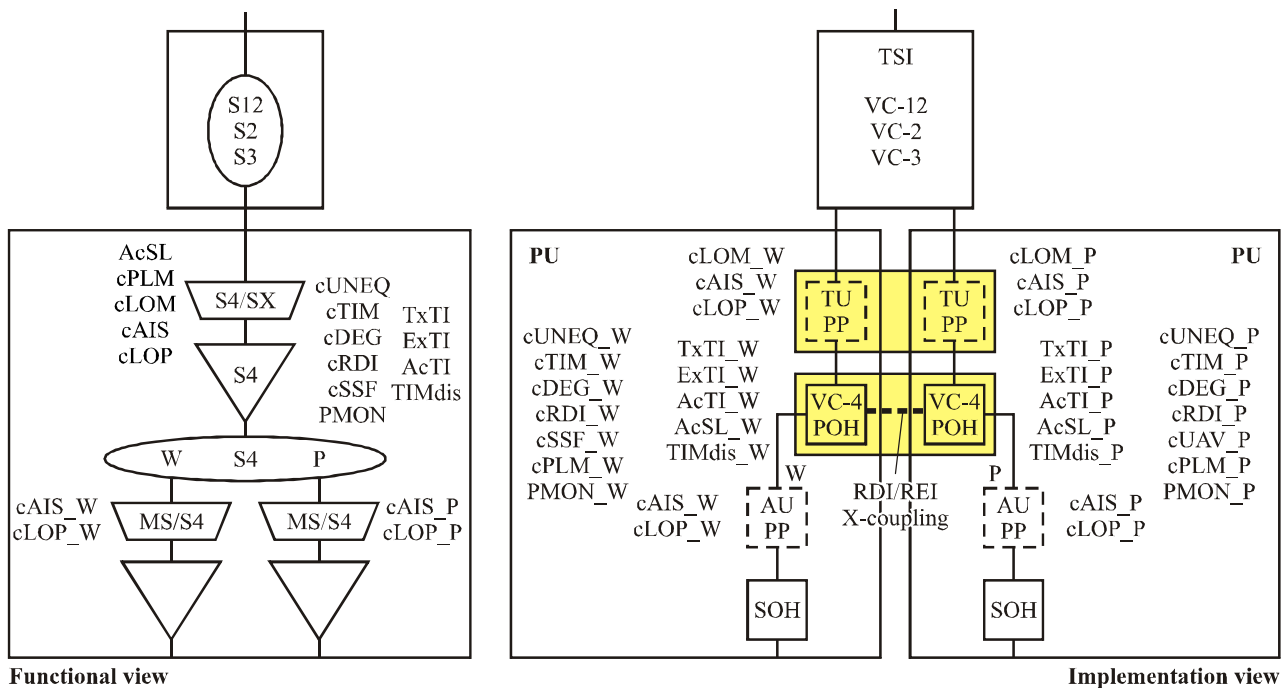 S12
S2
S3
AcSL
cPLM
cLOM
cAIS
cLOP
S4/SX
cUNEQ
cTIM
cDEG
cRDI
cSSF
PMON
TxTI
ExTI
AcTI
TIMdis
S4
W S4 P
cAIS_W
cLOP_W
MS/S4
MS/S4
cAIS_P
cLOP_P
Functional view
TSI
VC-12
VC-2
VC-3
PU
cLOM_W
cAIS_W
cLOP_W
TU
PP
TU
PP
cLOM_P
cAIS_P
cLOP_P
PU
cUNEQ_W
cTIM_W
cDEG_W
cRDI_W
cSSF_W
cPLM_W
PMON_W
TxTI_W
ExTI_W
AcTI_W
AcSL_W
TIMdis_W
VC-4
POH
VC-4
POH
TxTI_P
ExTI_P
AcTI_P
AcSL_P
TIMdis_P
cUNEQ_P
cTIM_P
cDEG_P
cRDI_P
cUAV_P
cPLM_P
PMON_P
W
RDI/REI
X-coupling
P
cAIS_W
cLOP_W
AU
PP
AU
PP
cAIS_P
cLOP_P
SOH
SOH
Implementation view